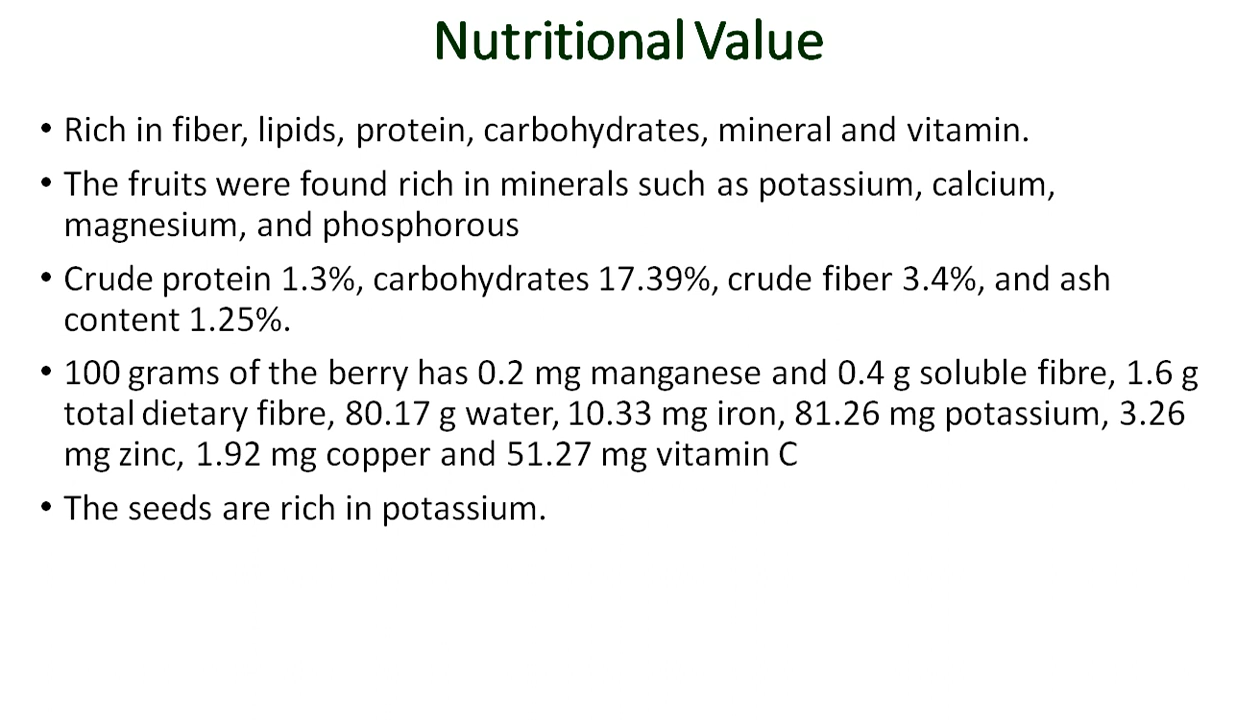 Nutritional Value
• Rich in fiber, lipids, protein, carbohydrates, mineral and vitamin.
• The fruits were found rich in minerals such as potassium, calcium,
magnesium, and phosphorous
• Crude protein 1.3%, carbohydrates 17.39%, crude fiber 3.4%, and ash
content 1.25%.
• 100 grams of the berry has 0.2 mg manganese and 0.4 g soluble fibre, 1.6 g
total dietary fibre, 80.17 g water, 10.33 mg iron, 81.26 mg potassium, 3.26
mg zinc, 1.92 mg copper and 51.27 mg vitamin C
• The seeds are rich in potassium.